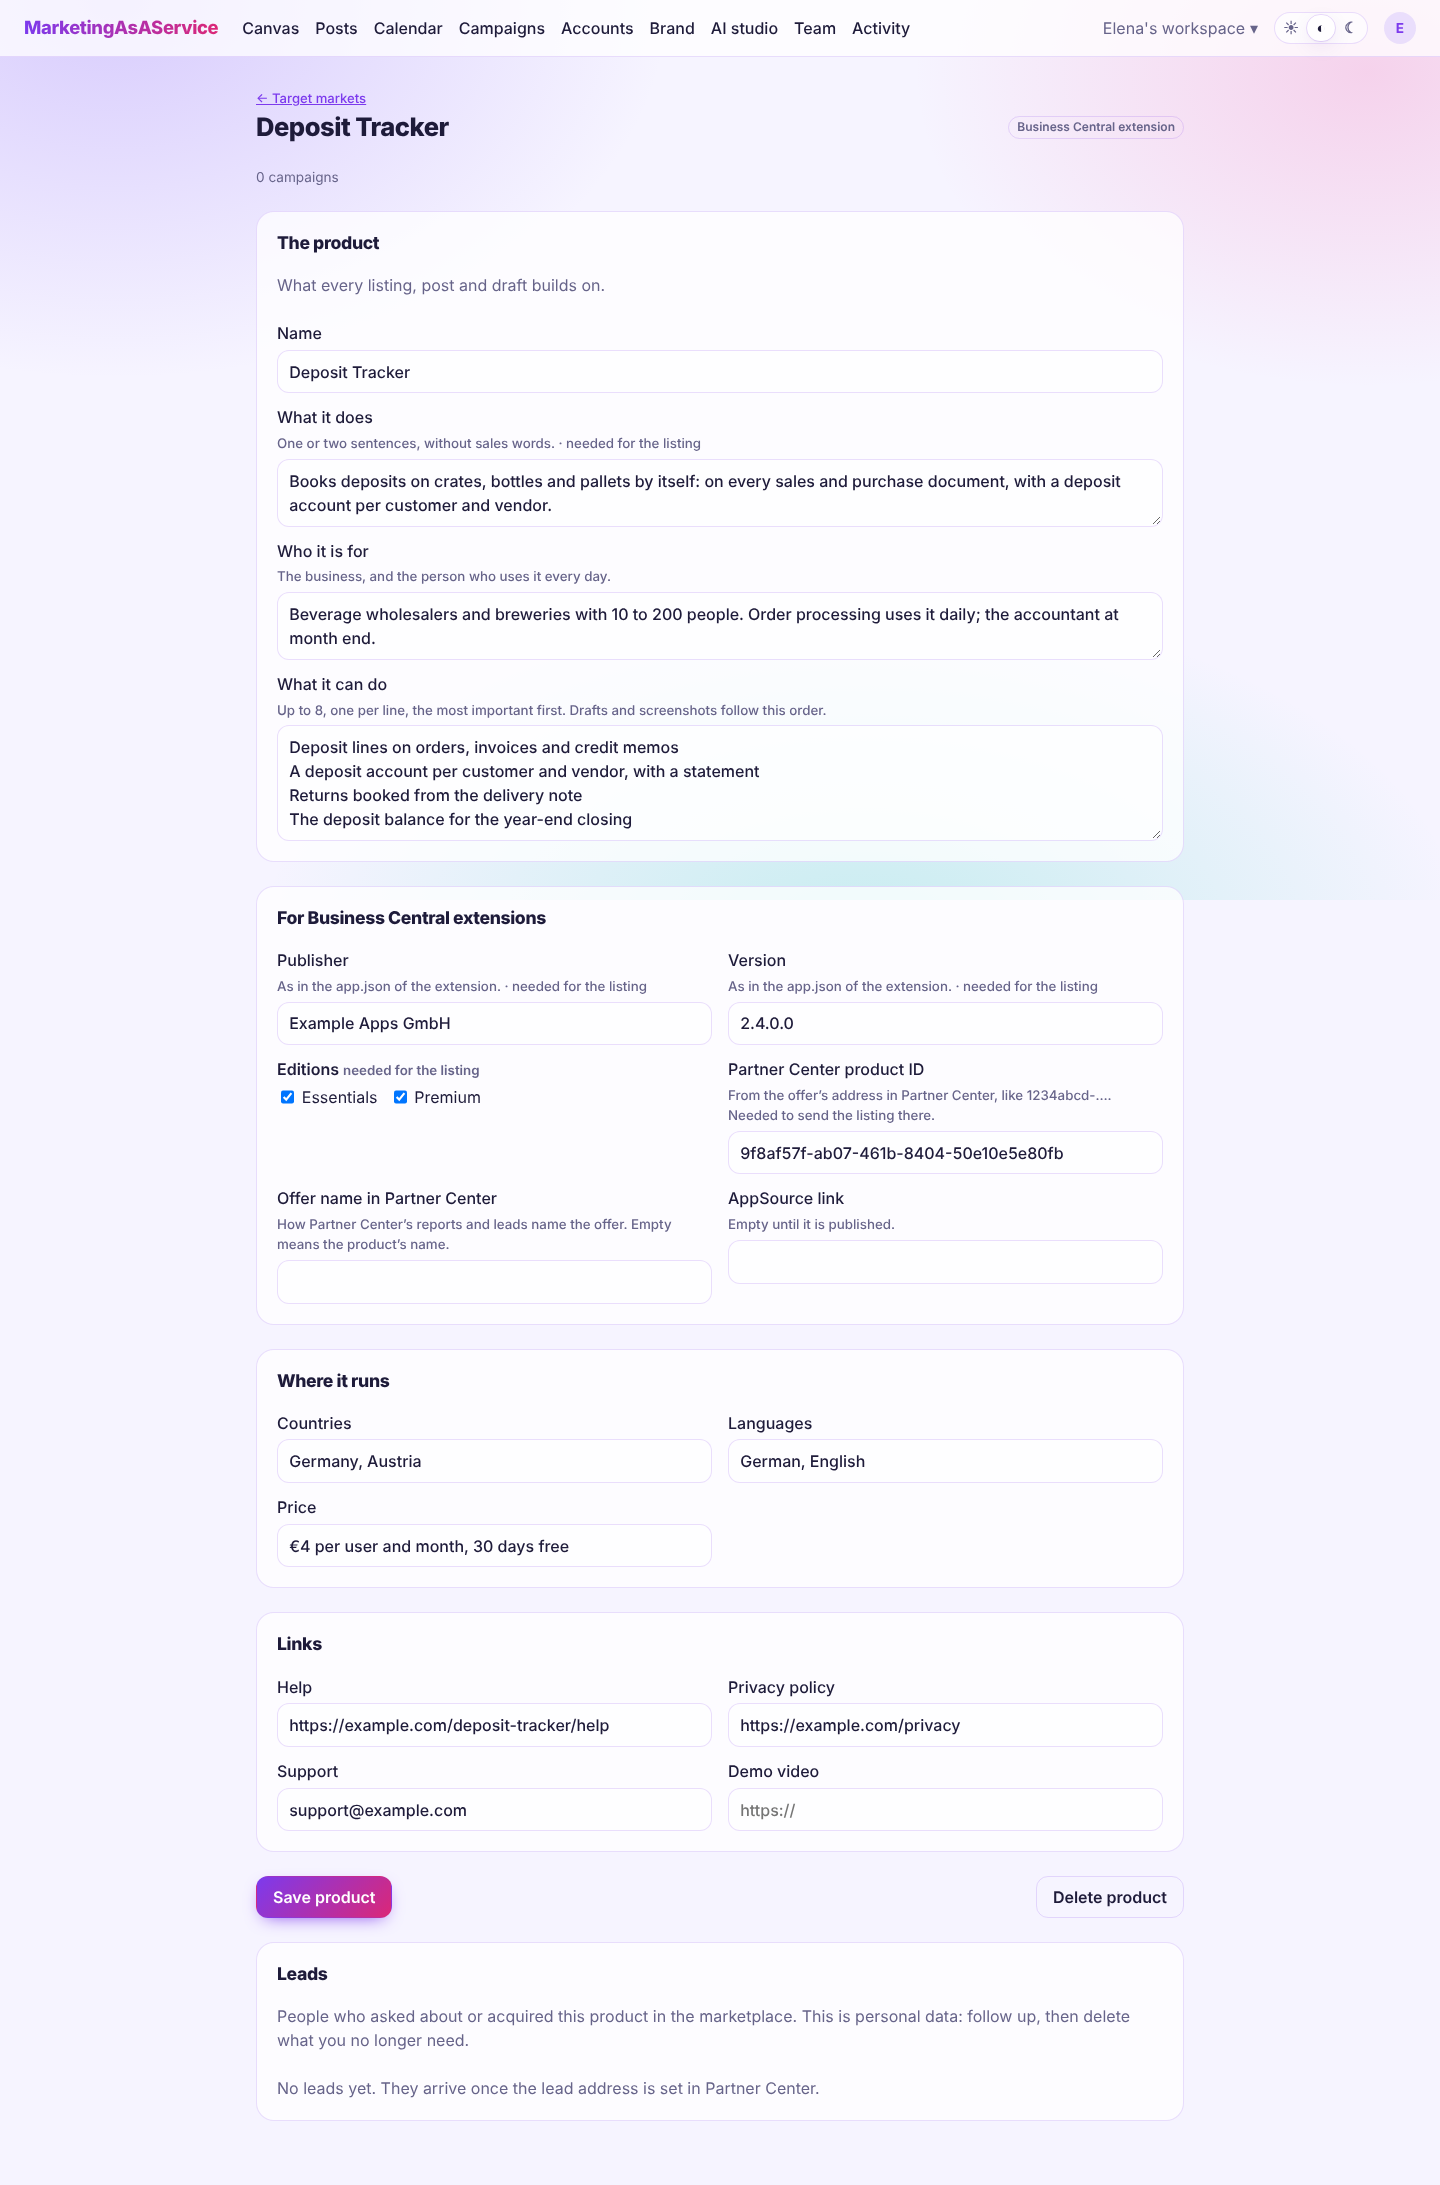 MarketingAsAService Canvas Posts Calendar Campaigns Accounts Brand AI studio Team Activity Elena's workspace ▾ E
← Target markets
Deposit Tracker
Business Central extension
0 campaigns
The product
What every listing, post and draft builds on.
Name
Deposit Tracker
What it does
One or two sentences, without sales words. · needed for the listing
Books deposits on crates, bottles and pallets by itself: on every sales and purchase document, with a deposit
account per customer and vendor.
Who it is for
The business, and the person who uses it every day.
Beverage wholesalers and breweries with 10 to 200 people. Order processing uses it daily; the accountant at
month end.
What it can do
Up to 8, one per line, the most important first. Drafts and screenshots follow this order.
Deposit lines on orders, invoices and credit memos
A deposit account per customer and vendor, with a statement
Returns booked from the delivery note
The deposit balance for the year-end closing
For Business Central extensions
Publisher
As in the app.json of the extension. · needed for the listing
Example Apps GmbH
Version
As in the app.json of the extension. · needed for the listing
2.4.0.0
Editions needed for the listing
Essentials Premium
Partner Center product ID
From the offer’s address in Partner Center, like 1234abcd-….
Needed to send the listing there.
9f8af57f-ab07-461b-8404-50e10e5e80fb
Offer name in Partner Center
How Partner Center’s reports and leads name the offer. Empty
means the product’s name.
AppSource link
Empty until it is published.
Where it runs
Countries
Germany, Austria
Languages
German, English
Price
€4 per user and month, 30 days free
Links
Help
https://example.com/deposit-tracker/help
Privacy policy
https://example.com/privacy
Support
support@example.com
Demo video
https://
Save product
Delete product
Leads
People who asked about or acquired this product in the marketplace. This is personal data: follow up, then delete
what you no longer need.
No leads yet. They arrive once the lead address is set in Partner Center.